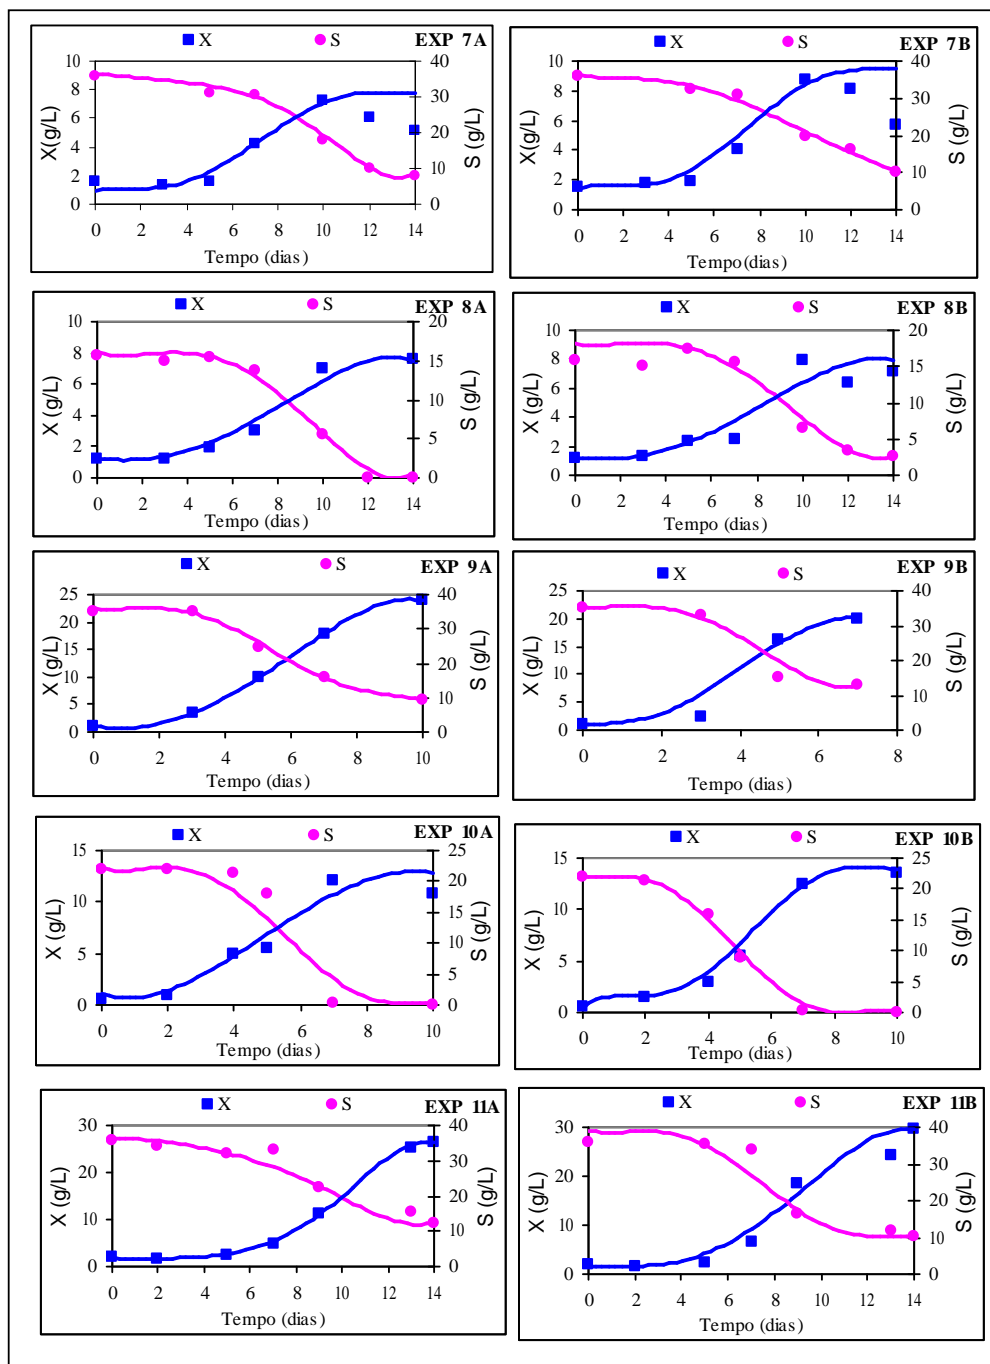 X S EXP 7A
10 40
8 30
6 20
4
2 10
0 0
0 2 4 6 8 10 12 14
Tempo (dias)
X(g/L)
S (g/L)
X S EXP 7B
10 40
8 30
6 20
4
2 10
0 0
0 2 4 6 8 10 12 14
Tempo(dias)
X (g/L)
S (g/L)
X S EXP 8A
10 20
8 15
6 10
4
2 5
0 0
0 2 4 6 8 10 12 14
Tempo (dias)
X (g/L)
S (g/L)
X S EXP 8B
10 20
8 15
6 10
4
2 5
0 0
0 2 4 6 8 10 12 14
Tempo (dias)
X (g/L)
S (g/L)
X S EXP 9A
25 40
20 30
15 20
10
5 10
0 0
0 2 4 6 8 10
Tempo (dias)
X (g/L)
S (g/L)
X S EXP 9B
25 40
20 30
15 20
10
5 10
0 0
0 2 4 6 8
Tempo (dias)
X (g/L)
S (g/L)
X S EXP 10A
15 25
20
10 15
10
5 5
0 0
0 2 4 6 8 10
Tempo (dias)
X (g/L)
S (g/L)
X S EXP 10B
15 25
20
10 15
10
5 5
0 0
0 2 4 6 8 10
Tempo (dias)
X (g/L)
S (g/L)
X S EXP 11A
30 40
20 30
20
10 10
0 0
0 2 4 6 8 10 12 14
Tempo (dias)
X (g/L)
S (g/L)
X S EXP 11B
30 40
20 30
20
10 10
0 0
0 2 4 6 8 10 12 14
Tempo (dias)
X (g/L)
S (g/L)